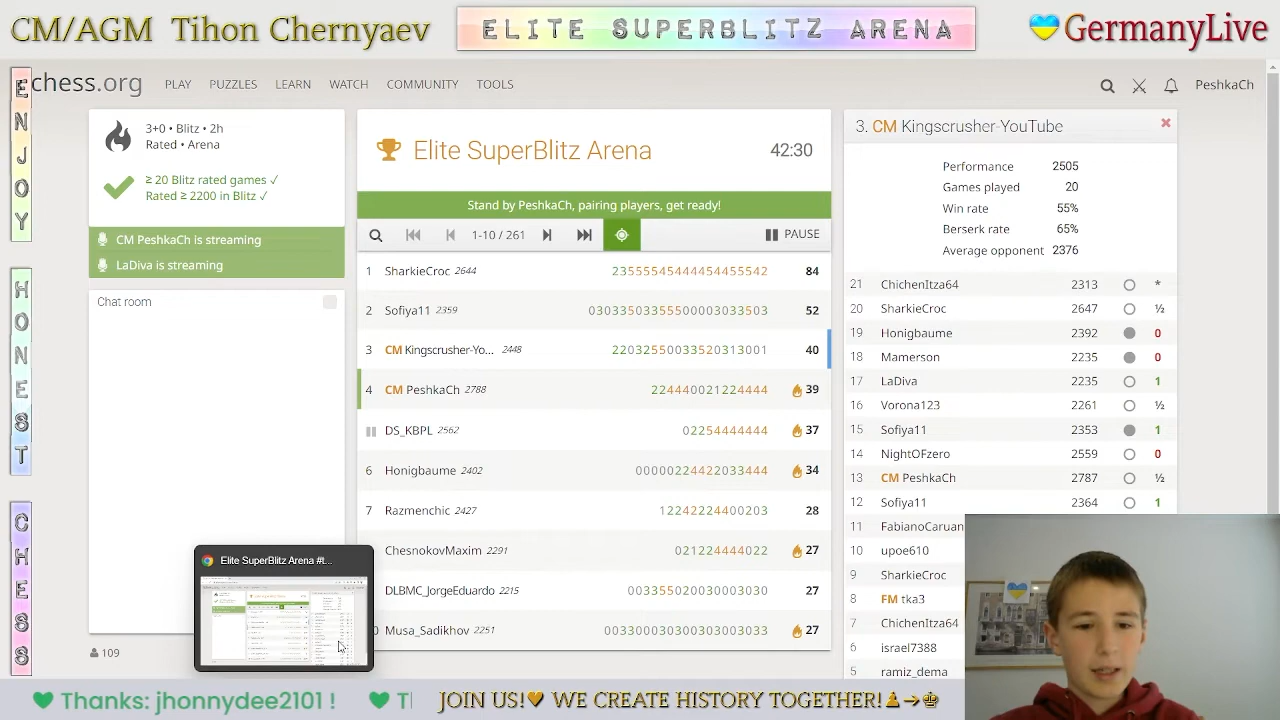 CM/AGM Tihon Chernyaev
ELITE SUPERBLITZ ARENA
GermanyLive
ENJOY
HONEST
CHESS
chess.org
PLAY PUZZLES LEARN WATCH COMMUNITY TOOLS
PeshkaCh
3+0 • Blitz • 2h
Rated • Arena
≥ 20 Blitz rated games ✓
Rated ≥ 2200 in Blitz ✓
CM PeshkaCh is streaming
LaDiva is streaming
Chat room
109
Elite SuperBlitz Arena #t...
Elite SuperBlitz Arena 42:30
Stand by PeshkaCh, pairing players, get ready!
1-10 / 261 PAUSE
1 SharkieCroc 2644 23555545444454455542 84
2 Sofiya11 2359 03033503355500003033503 52
3 CM Kingscrusher-Yo... 2448 22032550033520313001 40
4 CM PeshkaCh 2788 224440021224444 39
DS_KBPL 2562 02254444444 37
6 Honigbaume 2402 00000224422033444 34
7 Razmenchic 2427 12242224400203 28
ChesnokovMaxim 2291 021224444022 27
DLBMC_JorgeEduardo 2215 27
Musa_Sadikhov 27
3. CM Kingscrusher-YouTube
Performance 2505
Games played 20
Win rate 55%
Berserk rate 65%
Average opponent 2376
21 ChichenItza64 2313 *
20 SharkieCroc 2647 ½
19 Honigbaume 2392 0
18 Mamerson 2235 0
17 LaDiva 2235 1
16 Vorona123 2261 ½
15 Sofiya11 2353 1
14 NightOFzero 2559 0
13 CM PeshkaCh 2787 ½
12 Sofiya11 2364 1
11 FabianoCaruan
10 upo1610
9 SharkieCroc
8 FM tka3
7 ChichenItza64
6 israel7388
5 ramiz_dema
Thanks: jhonnydee2101 !
JOIN US! WE CREATE HISTORY TOGETHER!